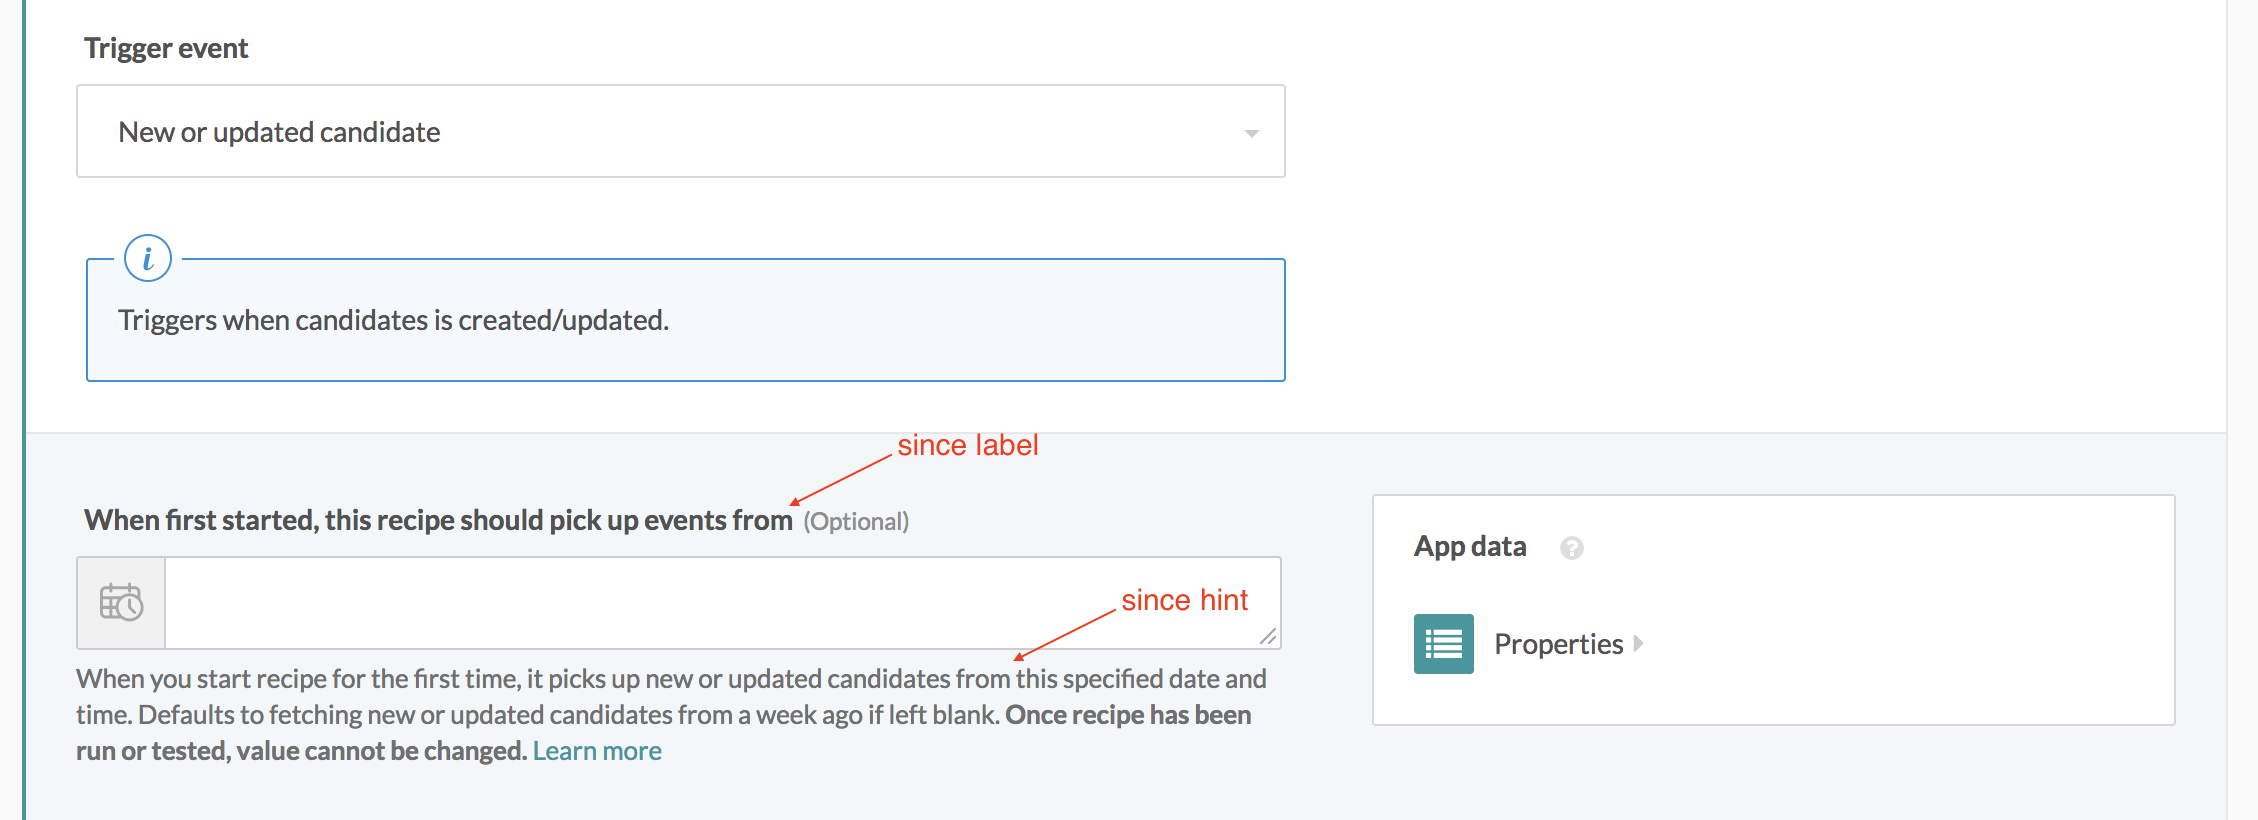 Trigger event
New or updated candidate
i
Triggers when candidates is created/updated.
since label
When first started, this recipe should pick up events from (Optional)
since hint
When you start recipe for the first time, it picks up new or updated candidates from this specified date and
time. Defaults to fetching new or updated candidates from a week ago if left blank. Once recipe has been
run or tested, value cannot be changed. Learn more
App data ?
Properties